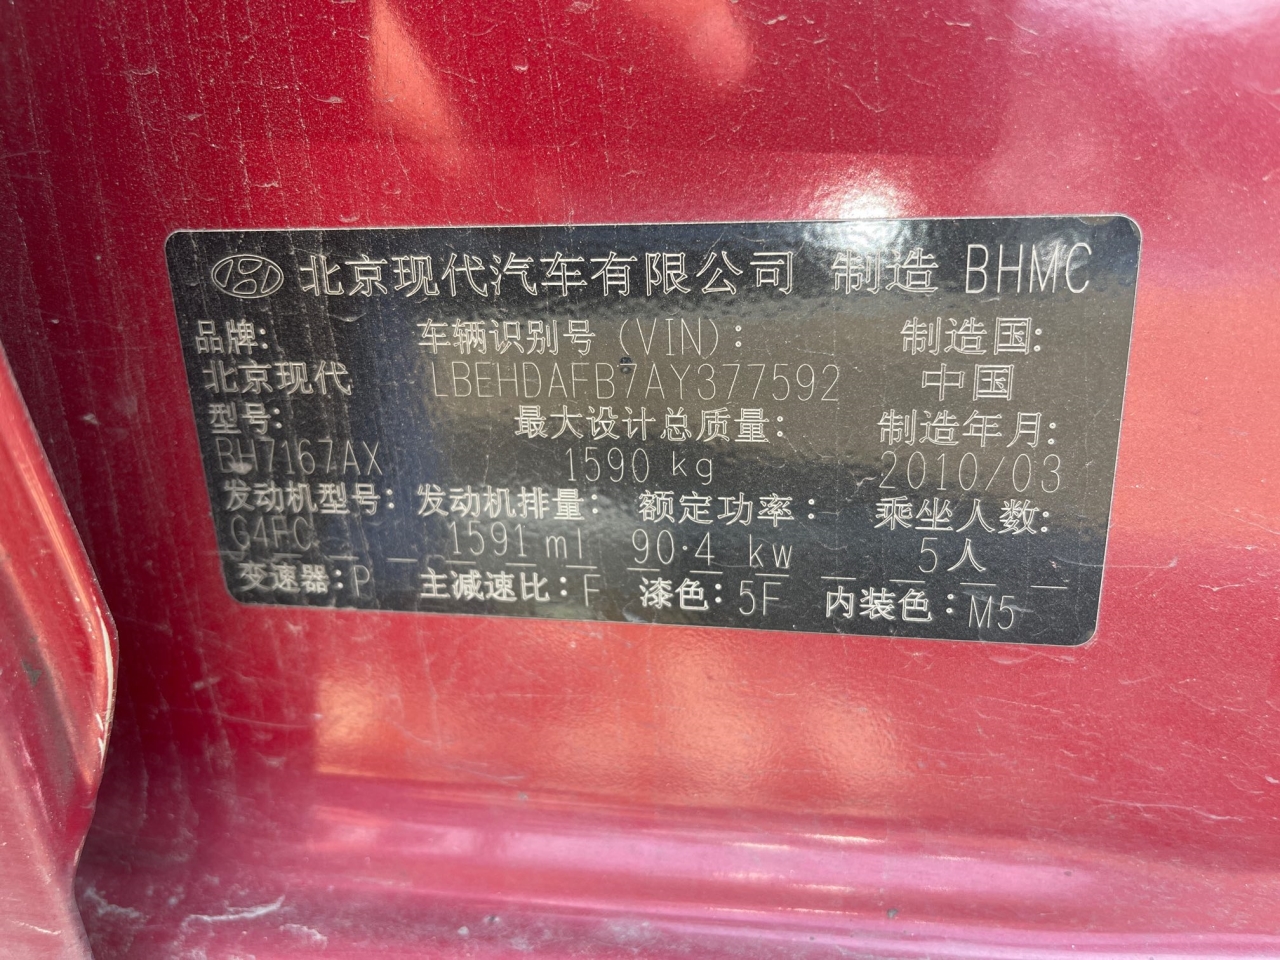 北京现代汽车有限公司 制造 BHMC
品牌: 车辆识别号 (VIN): 制造国:
北京现代 LBEHDAFB7AY377592 中国
型号: 最大设计总质量: 制造年月:
BH7167AX 1590 kg 2010/03
发动机型号: 发动机排量: 额定功率: 乘坐人数:
G4FC 1591 ml 90.4 kw 5人
变速器:P 主减速比:F 漆色:5F 内装色:M5